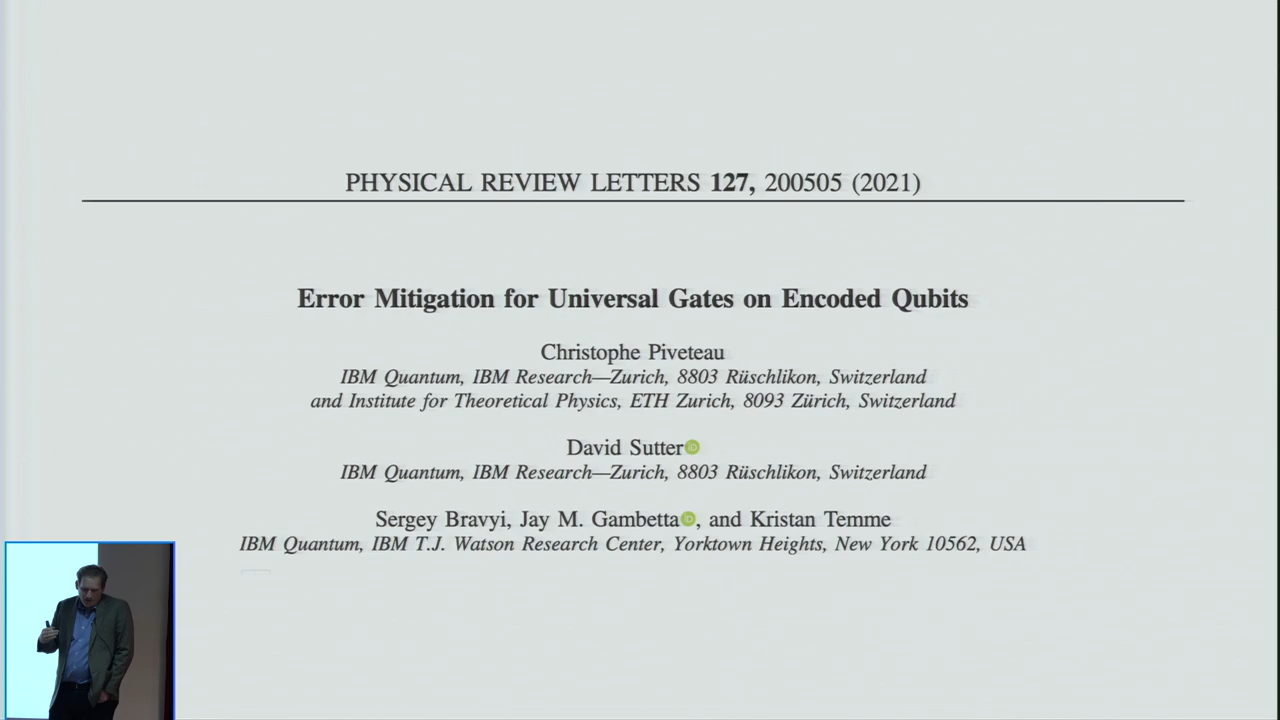 PHYSICAL REVIEW LETTERS 127, 200505 (2021)
Error Mitigation for Universal Gates on Encoded Qubits
Christophe Piveteau
IBM Quantum, IBM Research—Zurich, 8803 Rüschlikon, Switzerland
and Institute for Theoretical Physics, ETH Zurich, 8093 Zürich, Switzerland
David Sutter
IBM Quantum, IBM Research—Zurich, 8803 Rüschlikon, Switzerland
Sergey Bravyi, Jay M. Gambetta, and Kristan Temme
IBM Quantum, IBM T.J. Watson Research Center, Yorktown Heights, New York 10562, USA